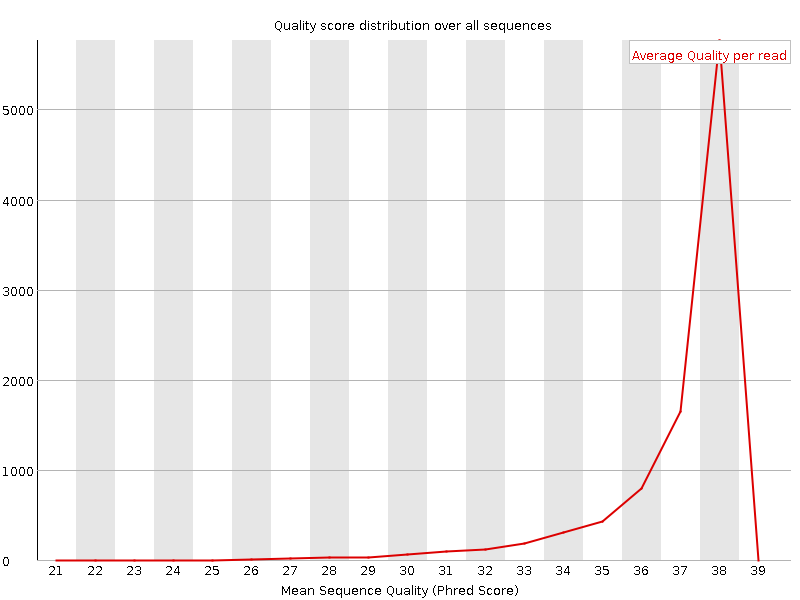 Quality score distribution over all sequences
Average Quality per read
5000
4000
3000
2000
1000
0
21 22 23 24 25 26 27 28 29 30 31 32 33 34 35 36 37 38 39
Mean Sequence Quality (Phred Score)